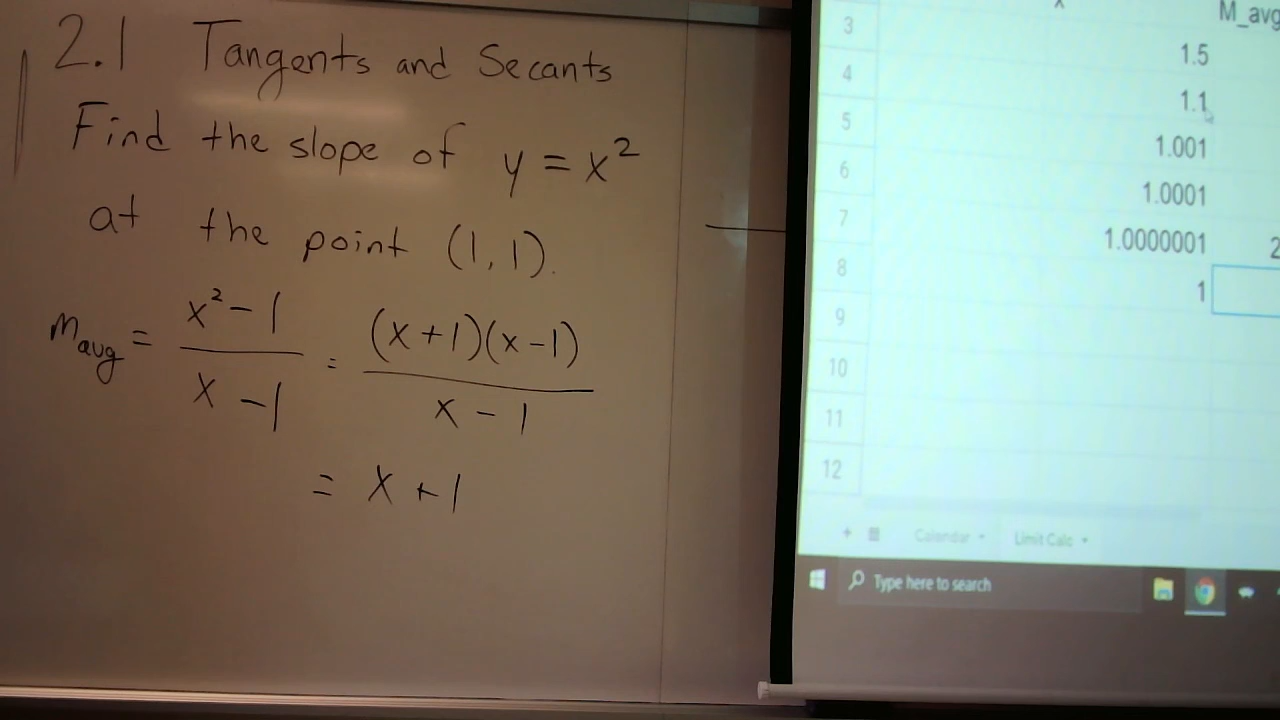 2.1 Tangents and Secants
Find the slope of y = x²
at the point (1,1).
m_avg = (x² - 1)/(x - 1) = ((x+1)(x-1))/(x - 1)
= x + 1
x M_avg
3 1.5
4 1.1
5 1.001
6 1.0001
7 1.0000001 2
8 1
9
10
11
12
+ Calendar Limit Calc
Type here to search